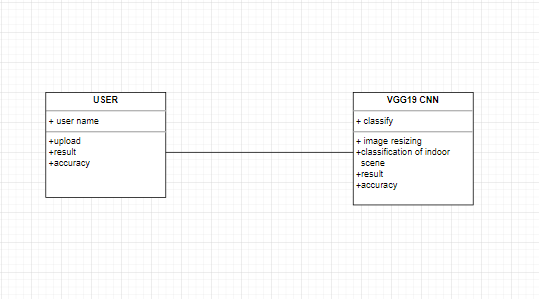 USER
+ user name
+upload
+result
+accuracy
VGG19 CNN
+ classify
+ image resizing
+classification of indoor
scene
+result
+accuracy